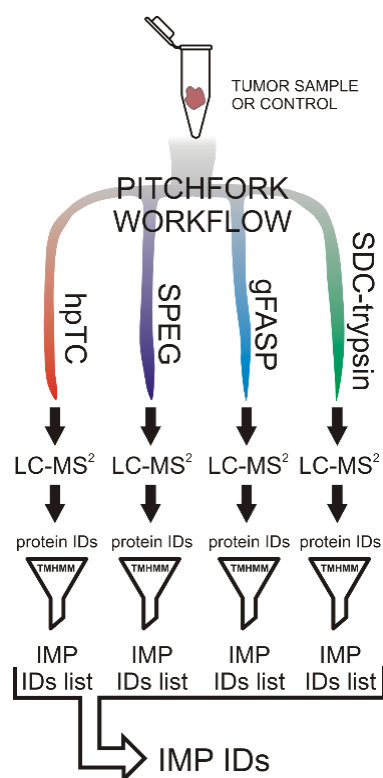 TUMOR SAMPLE
OR CONTROL
PITCHFORK
WORKFLOW
hpTC
SPEG
gFASP
SDC-trypsin
LC-MS² LC-MS² LC-MS² LC-MS²
protein IDs protein IDs protein IDs protein IDs
TMHMM TMHMM TMHMM TMHMM
IMP IMP IMP IMP
IDs list IDs list IDs list IDs list
IMP IDs